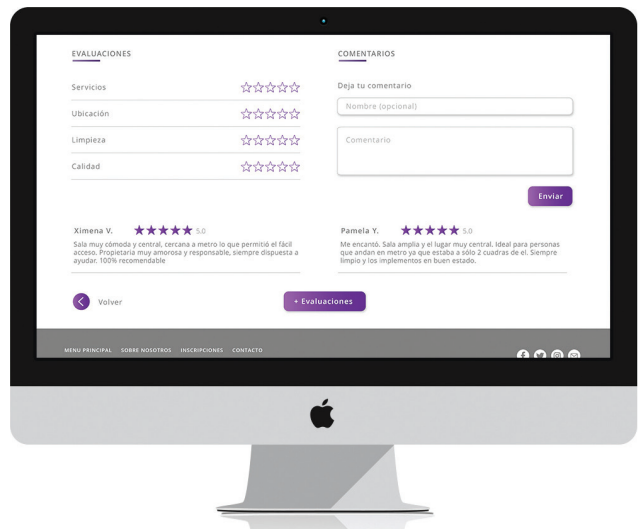 EVALUACIONES
Servicios
Ubicación
Limpieza
Calidad
COMENTARIOS
Deja tu comentario
Nombre (opcional)
Comentario
Enviar
Ximena V. 5.0
Sala muy cómoda y central, cercana a metro lo que permitió el fácil
acceso. Propietaria muy amorosa y responsable, siempre dispuesta a
ayudar. 100% recomendable
Pamela Y. 5.0
Me encantó. Sala amplia y el lugar muy central. Ideal para personas
que andan en metro ya que estaba a sólo 2 cuadras de el. Siempre
limpio y los implementos en buen estado.
Volver
+ Evaluaciones
MENU PRINCIPAL SOBRE NOSOTROS INSCRIPCIONES CONTACTO